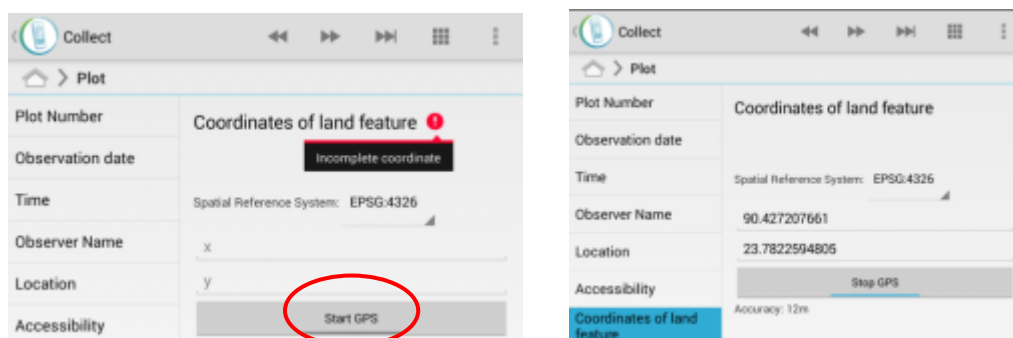 Collect
Plot
Plot Number
Observation date
Time
Observer Name
Location
Accessibility
Coordinates of land feature
Incomplete coordinate
Spatial Reference System: EPSG:4326
x
y
Start GPS
Collect
Plot
Plot Number
Observation date
Time
Observer Name
Location
Accessibility
Coordinates of land
feature
Coordinates of land feature
Spatial Reference System: EPSG:4326
90.427207661
23.7822594805
Stop GPS
Accuracy: 12m